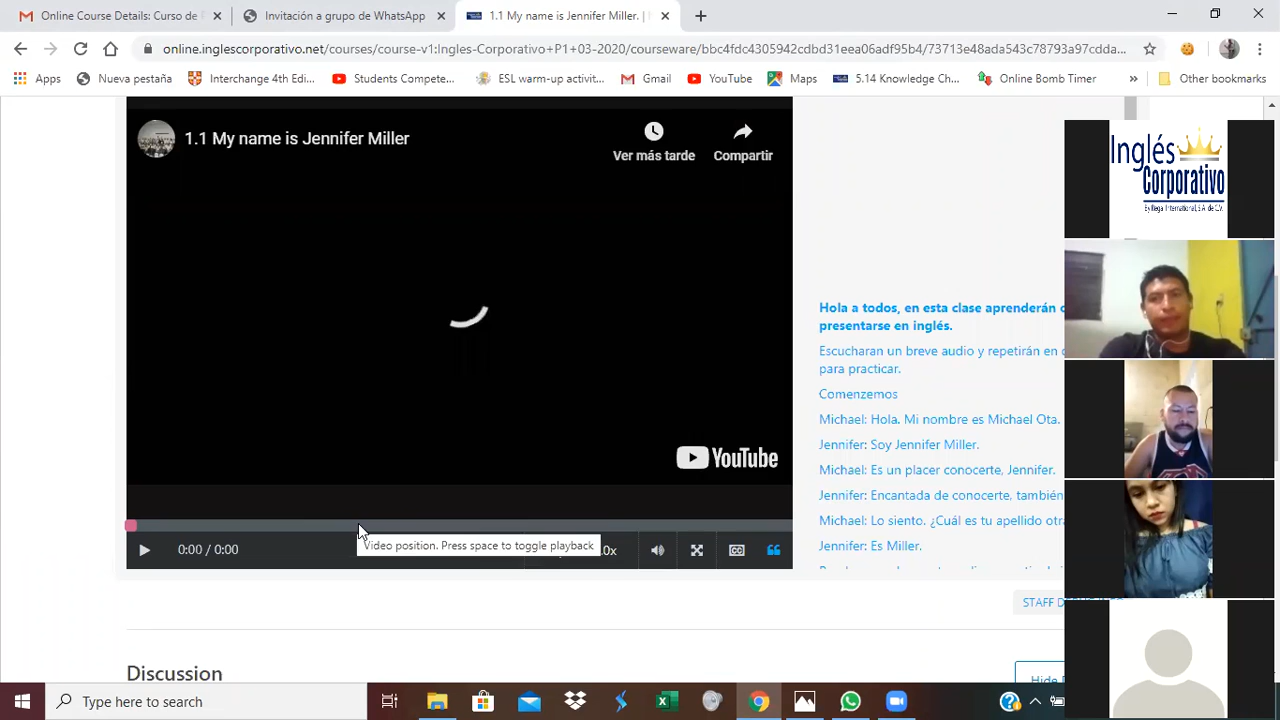 Online Course Details: Curso de
Invitación a grupo de WhatsApp
1.1 My name is Jennifer Miller. |
online.inglescorporativo.net/courses/course-v1:Ingles-Corporativo+P1+03-2020/courseware/bbc4fdc4305942cdbd31eea06adf95b4/73713e48ada543c78793a97cdda...
Apps
Nueva pestaña
Interchange 4th Edi...
Students Compete...
ESL warm-up activit...
Gmail
YouTube
Maps
5.14 Knowledge Ch...
Online Bomb Timer
»
Other bookmarks
1.1 My name is Jennifer Miller
Ver más tarde
Compartir
YouTube
Video position. Press space to toggle playback
0:00 / 0:00
.0x
Hola a todos, en esta clase aprenderán
presentarse en inglés.
Escucharan un breve audio y repetirán en
para practicar.
Comenzemos
Michael: Hola. Mi nombre es Michael Ota.
Jennifer: Soy Jennifer Miller.
Michael: Es un placer conocerte, Jennifer.
Jennifer: Encantada de conocerte, también
Michael: Lo siento. ¿Cuál es tu apellido otra
Jennifer: Es Miller.
STAFF DE
Discussion
Hide
Inglés
Corporativo
Type here to search